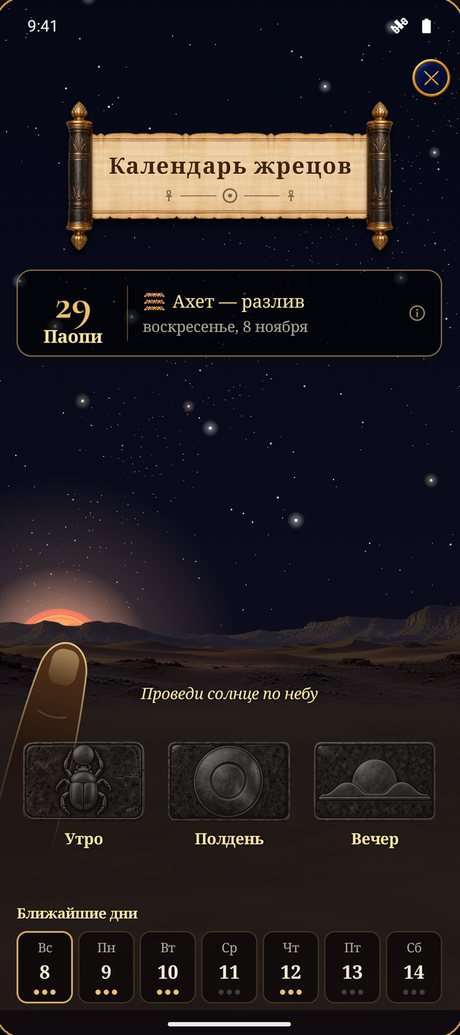 9:41
Календарь жрецов
29
Паопи
Ахет — разлив
воскресенье, 8 ноября
Проведи солнце по небу
Утро
Полдень
Вечер
Ближайшие дни
Вс
8
Пн
9
Вт
10
Ср
11
Чт
12
Пт
13
Сб
14